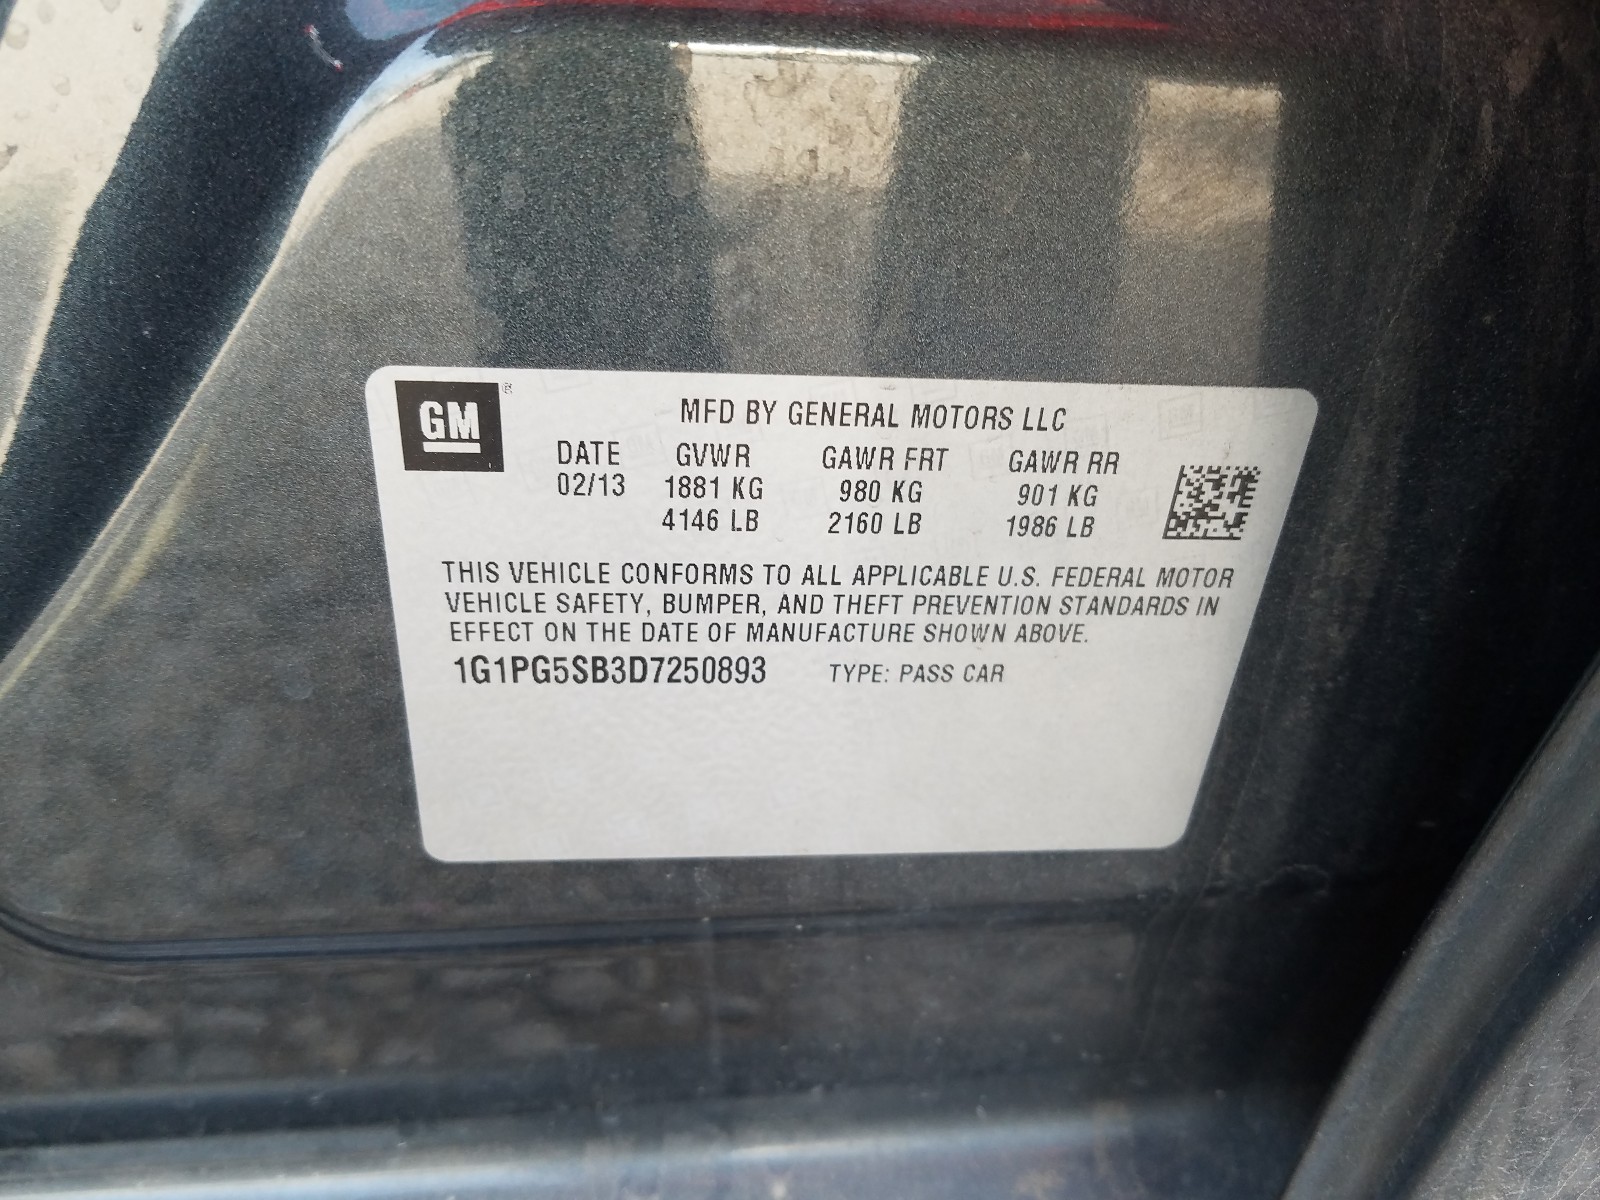 GM ®
MFD BY GENERAL MOTORS LLC
DATE GVWR GAWR FRT GAWR RR
02/13 1881 KG 980 KG 901 KG
4146 LB 2160 LB 1986 LB
THIS VEHICLE CONFORMS TO ALL APPLICABLE U.S. FEDERAL MOTOR
VEHICLE SAFETY, BUMPER, AND THEFT PREVENTION STANDARDS IN
EFFECT ON THE DATE OF MANUFACTURE SHOWN ABOVE.
1G1PG5SB3D7250893 TYPE: PASS CAR